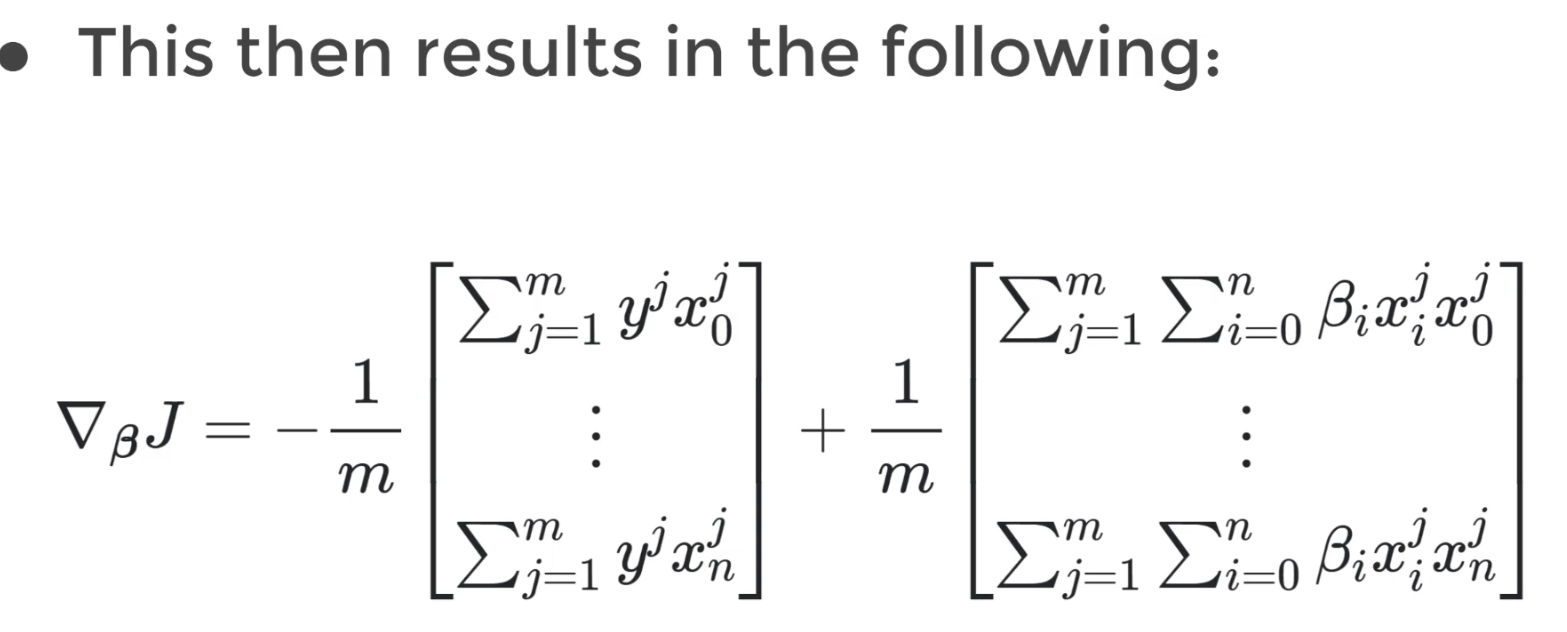 • This then results in the following:
$\nabla_{\boldsymbol{\beta}} J = -\frac{1}{m} \begin{bmatrix} \sum_{j=1}^{m} y^j x_0^j \\ \vdots \\ \sum_{j=1}^{m} y^j x_n^j \end{bmatrix} + \frac{1}{m} \begin{bmatrix} \sum_{j=1}^{m} \sum_{i=0}^{n} \beta_i x_i^j x_0^j \\ \vdots \\ \sum_{j=1}^{m} \sum_{i=0}^{n} \beta_i x_i^j x_n^j \end{bmatrix}$